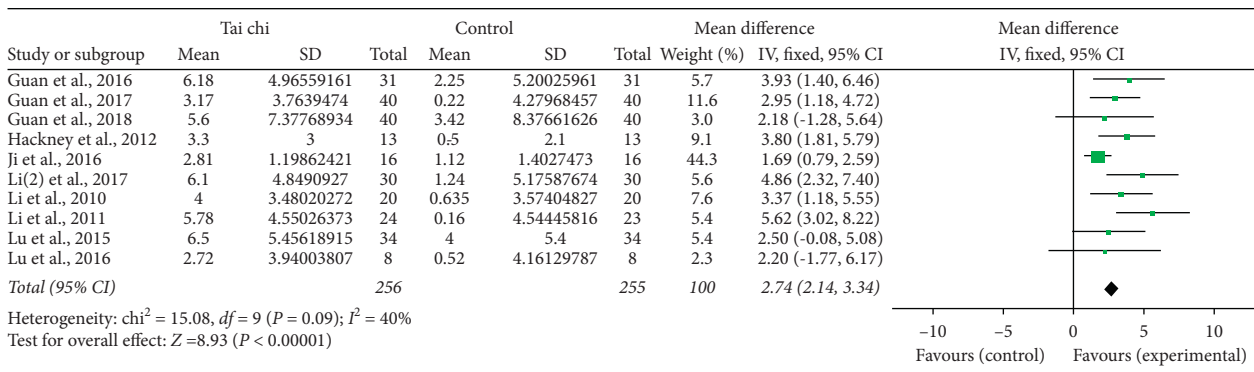 Tai chi Control Mean difference Mean difference
Study or subgroup Mean SD Total Mean SD Total Weight (%) IV, fixed, 95% CI IV, fixed, 95% CI
Guan et al., 2016 6.18 4.96559161 31 2.25 5.20025961 31 5.7 3.93 (1.40, 6.46)
Guan et al., 2017 3.17 3.7639474 40 0.22 4.27968457 40 11.6 2.95 (1.18, 4.72)
Guan et al., 2018 5.6 7.37768934 40 3.42 8.37661626 40 3.0 2.18 (-1.28, 5.64)
Hackney et al., 2012 3.3 3 13 0.5 2.1 13 9.1 3.80 (1.81, 5.79)
Ji et al., 2016 2.81 1.19862421 16 1.12 1.4027473 16 44.3 1.69 (0.79, 2.59)
Li(2) et al., 2017 6.1 4.8490927 30 1.24 5.17587674 30 5.6 4.86 (2.32, 7.40)
Li et al., 2010 4 3.48020272 20 0.635 3.57404827 20 7.6 3.37 (1.18, 5.55)
Li et al., 2011 5.78 4.55026373 24 0.16 4.54445816 23 5.4 5.62 (3.02, 8.22)
Lu et al., 2015 6.5 5.45618915 34 4 5.4 34 5.4 2.50 (-0.08, 5.08)
Lu et al., 2016 2.72 3.94003807 8 0.52 4.16129787 8 2.3 2.20 (-1.77, 6.17)
Total (95% CI) 256 255 100 2.74 (2.14, 3.34)
Heterogeneity: chi² = 15.08, df = 9 (P = 0.09); I² = 40%
Test for overall effect: Z =8.93 (P < 0.00001)
−10 −5 0 5 10
Favours (control) Favours (experimental)